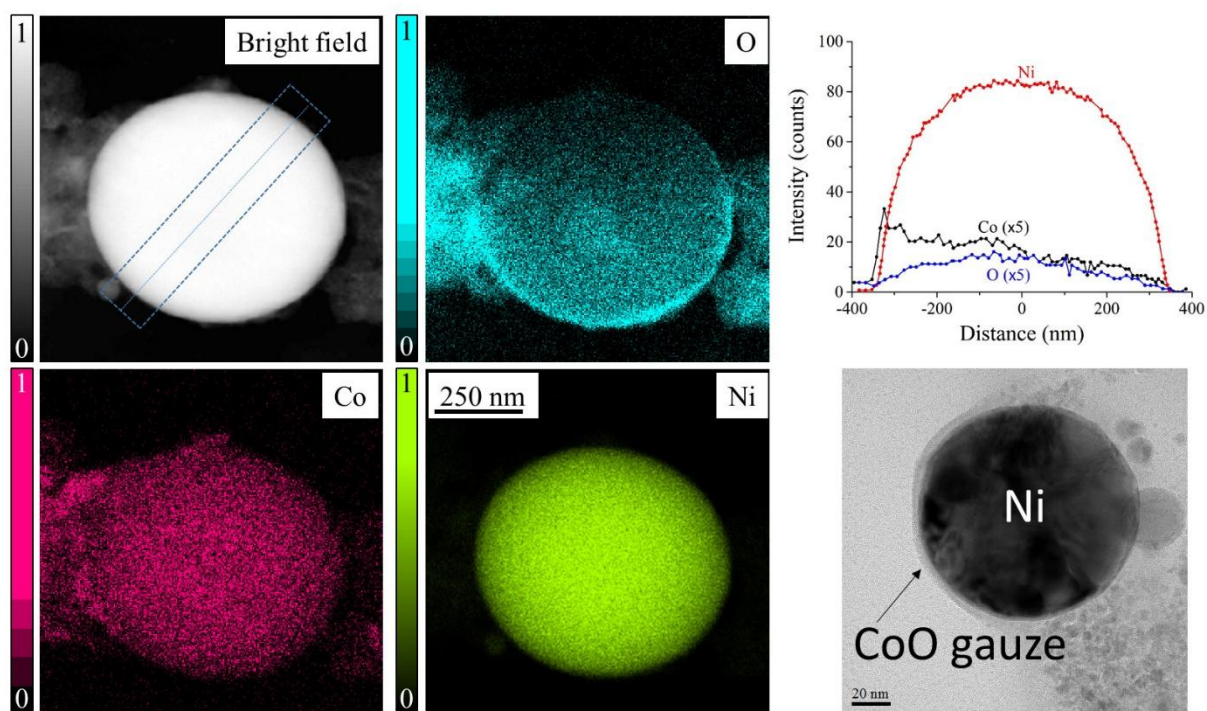 1
Bright field
0
1
O
0
100
80
60
40
20
0
Intensity (counts)
Ni
Co (x5)
O (x5)
-400
-200
0
200
400
Distance (nm)
1
Co
0
1
250 nm
Ni
0
Ni
CoO gauze
20 nm